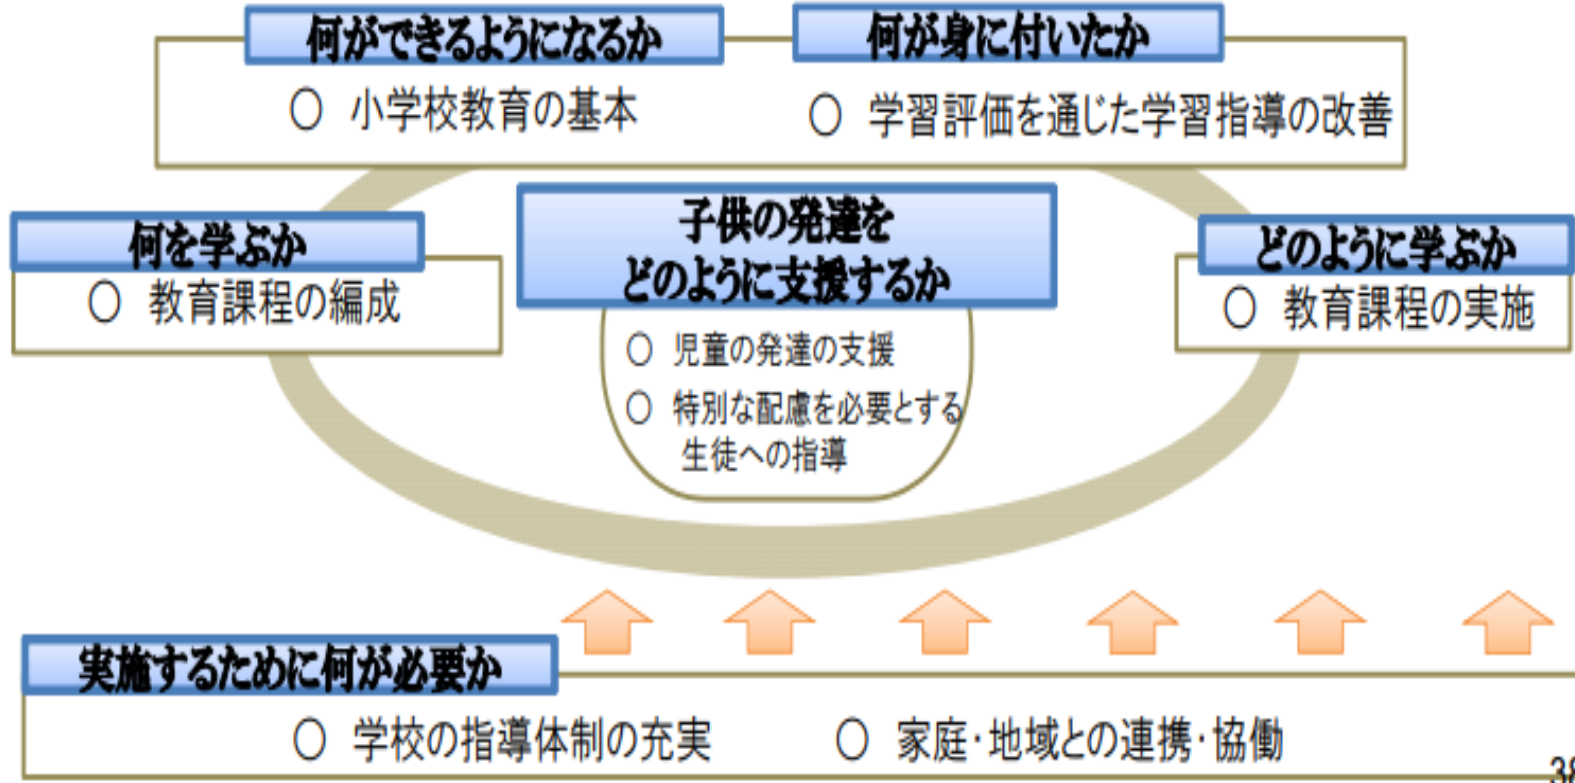 何ができるようになるか
何が身に付いたか
○ 小学校教育の基本
○ 学習評価を通じた学習指導の改善
何を学ぶか
○ 教育課程の編成
子供の発達を
どのように支援するか
○ 児童の発達の支援
○ 特別な配慮を必要とする
生徒への指導
どのように学ぶか
○ 教育課程の実施
実施するために何が必要か
○ 学校の指導体制の充実
○ 家庭・地域との連携・協働
38